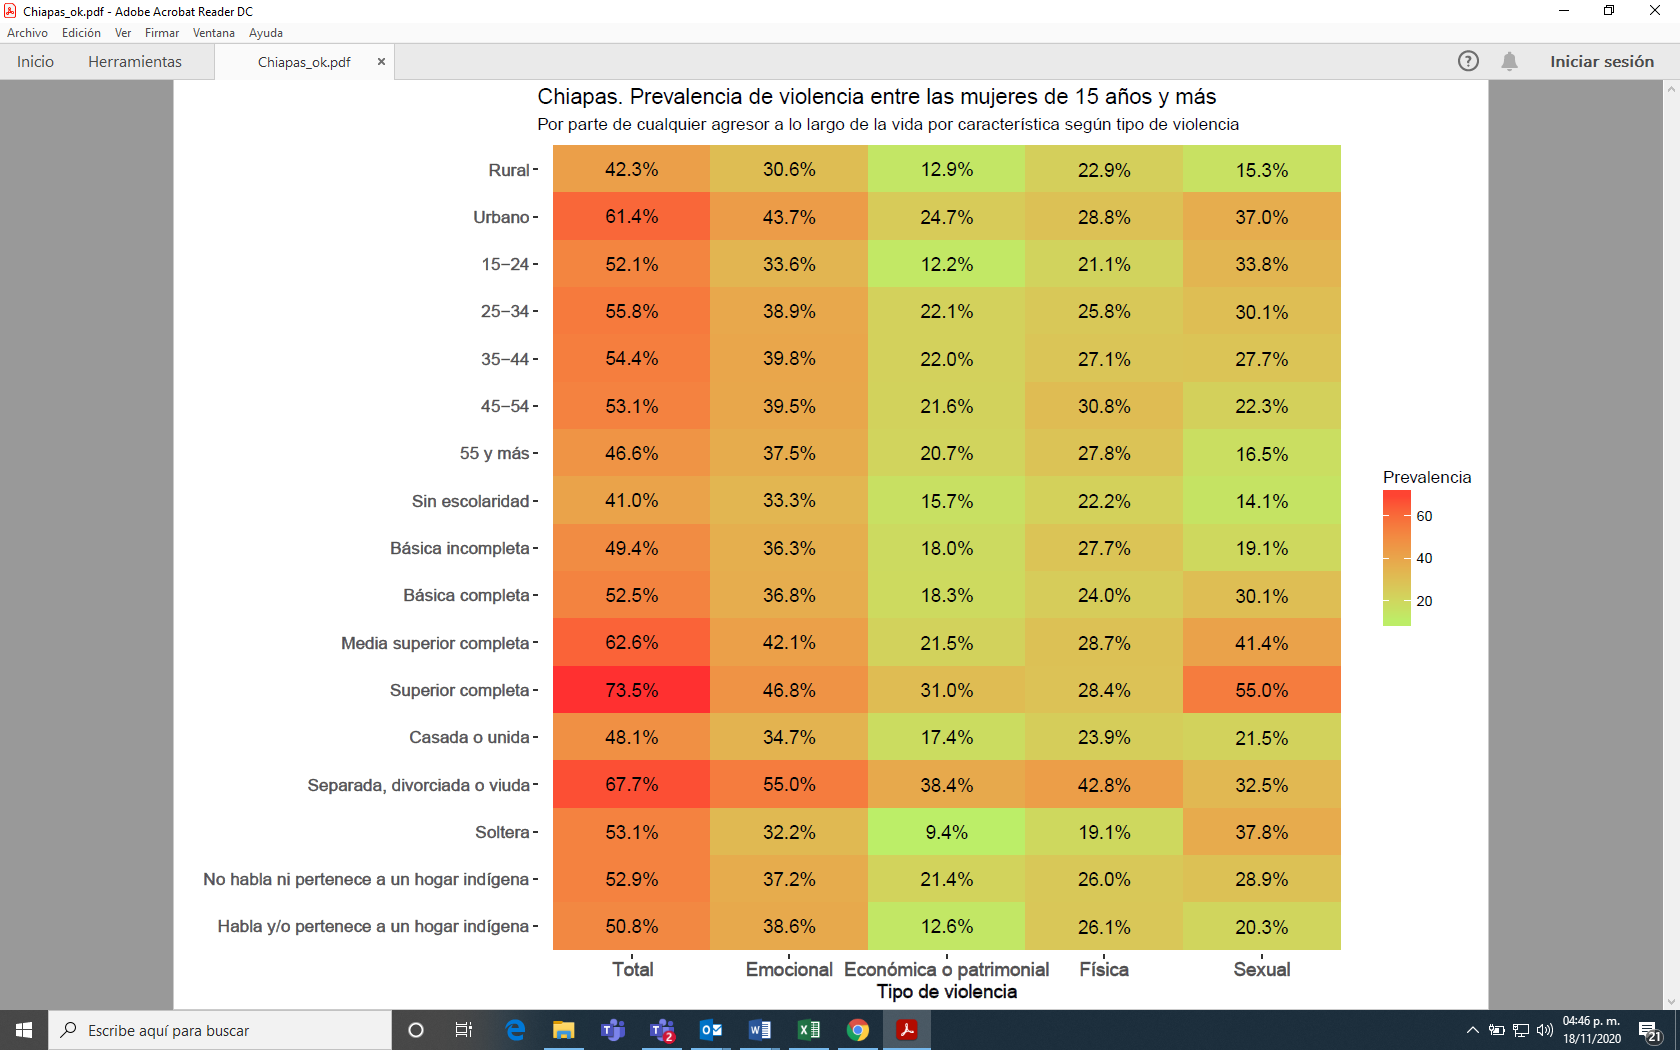 Chiapas_ok.pdf - Adobe Acrobat Reader DC
Archivo Edición Ver Firmar Ventana Ayuda
Inicio Herramientas Chiapas_ok.pdf × ? Iniciar sesión
Chiapas. Prevalencia de violencia entre las mujeres de 15 años y más
Por parte de cualquier agresor a lo largo de la vida por característica según tipo de violencia
Rural 42.3% 30.6% 12.9% 22.9% 15.3%
Urbano 61.4% 43.7% 24.7% 28.8% 37.0%
15−24 52.1% 33.6% 12.2% 21.1% 33.8%
25−34 55.8% 38.9% 22.1% 25.8% 30.1%
35−44 54.4% 39.8% 22.0% 27.1% 27.7%
45−54 53.1% 39.5% 21.6% 30.8% 22.3%
55 y más 46.6% 37.5% 20.7% 27.8% 16.5%
Sin escolaridad 41.0% 33.3% 15.7% 22.2% 14.1%
Básica incompleta 49.4% 36.3% 18.0% 27.7% 19.1%
Básica completa 52.5% 36.8% 18.3% 24.0% 30.1%
Media superior completa 62.6% 42.1% 21.5% 28.7% 41.4%
Superior completa 73.5% 46.8% 31.0% 28.4% 55.0%
Casada o unida 48.1% 34.7% 17.4% 23.9% 21.5%
Separada, divorciada o viuda 67.7% 55.0% 38.4% 42.8% 32.5%
Soltera 53.1% 32.2% 9.4% 19.1% 37.8%
No habla ni pertenece a un hogar indígena 52.9% 37.2% 21.4% 26.0% 28.9%
Habla y/o pertenece a un hogar indígena 50.8% 38.6% 12.6% 26.1% 20.3%
Total Emocional Económica o patrimonial Física Sexual
Tipo de violencia
Prevalencia
60
40
20
Escribe aquí para buscar
2
04:46 p. m.
18/11/2020
21